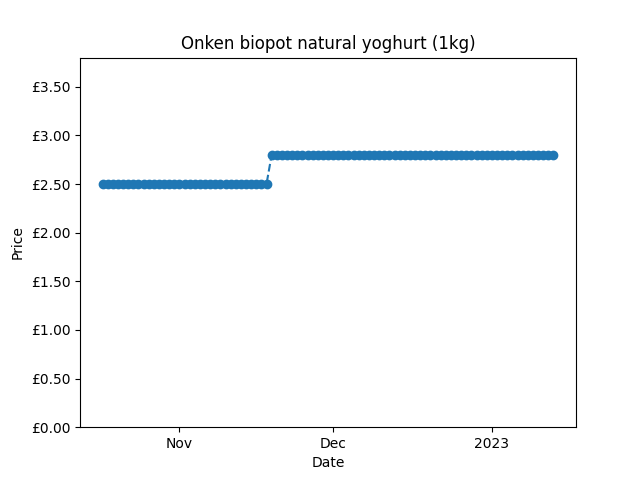 Onken biopot natural yoghurt (1kg)
£3.50
£3.00
£2.50
£2.00
£1.50
£1.00
£0.50
£0.00
Price
Nov
Dec
2023
Date